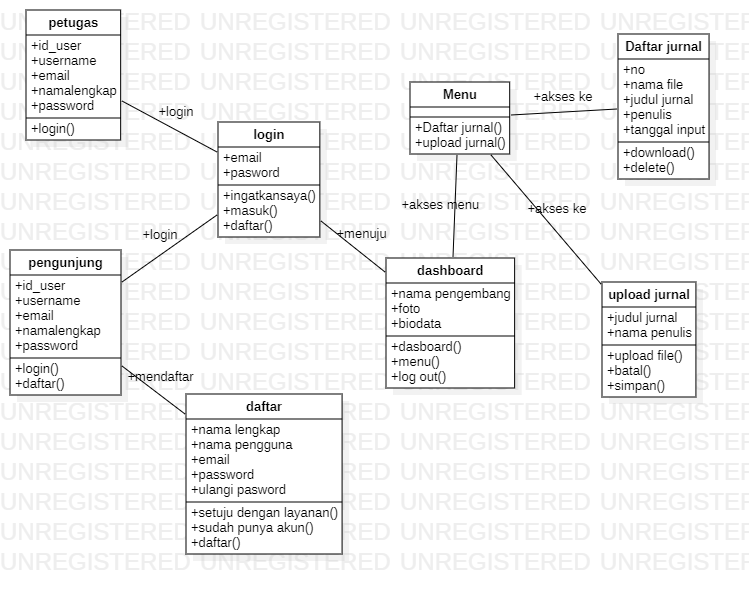 petugas
+id_user
+username
+email
+namalengkap
+password
+login()
+login
login
+email
+pasword
+ingatkansaya()
+masuk()
+daftar()
+login
+menuju
pengunjung
+id_user
+username
+email
+namalengkap
+password
+login()
+daftar()
+mendaftar
daftar
+nama lengkap
+nama pengguna
+email
+password
+ulangi pasword
+setuju dengan layanan()
+sudah punya akun()
+daftar()
Menu
+Daftar jurnal()
+upload jurnal()
+akses ke
+akses menu
+akses ke
dashboard
+nama pengembang
+foto
+biodata
+dasboard()
+menu()
+log out()
Daftar jurnal
+no
+nama file
+judul jurnal
+penulis
+tanggal input
+download()
+delete()
upload jurnal
+judul jurnal
+nama penulis
+upload file()
+batal()
+simpan()
UNREGISTERED